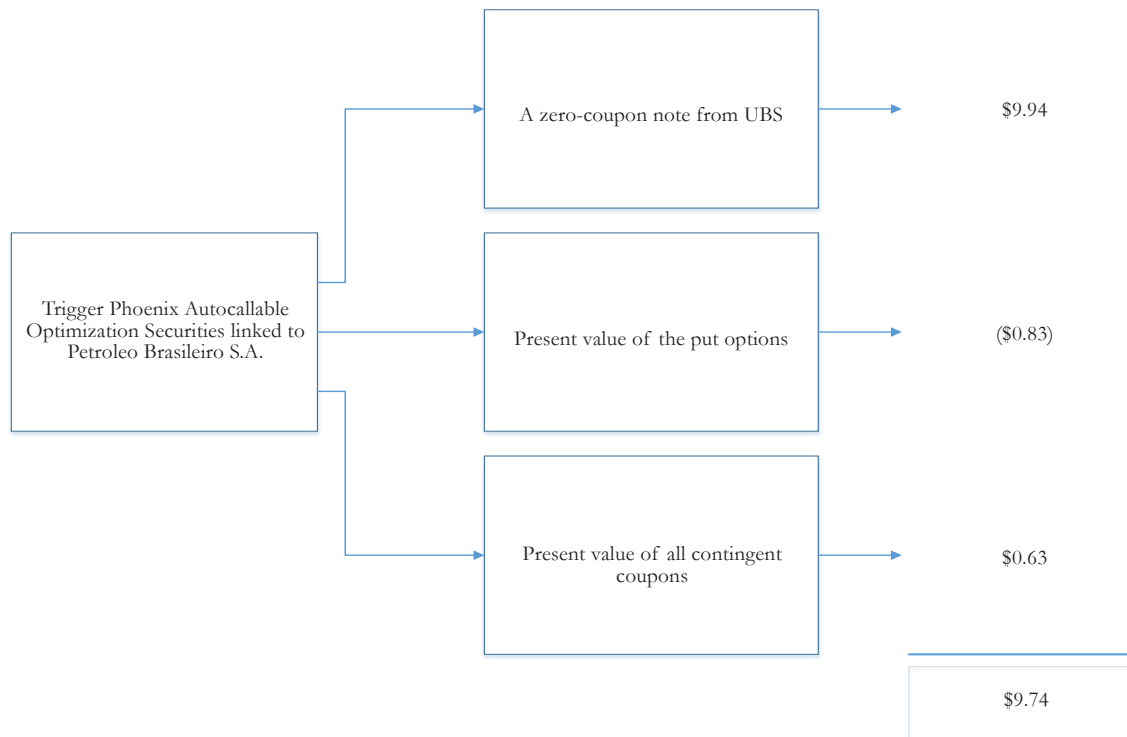 A zero-coupon note from UBS
$9.94
Trigger Phoenix Autocallable
Optimization Securities linked to
Petroleo Brasileiro S.A.
Present value of the put options
($0.83)
Present value of all contingent
coupons
$0.63
$9.74